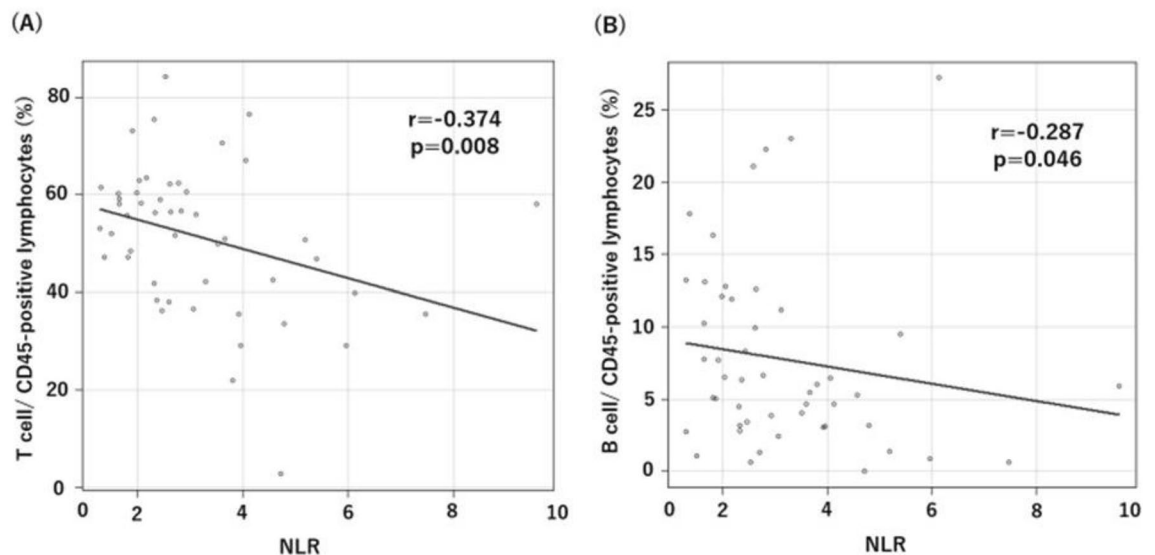 (A)
T cell/ CD45-positive lymphocytes (%)
80
60
40
20
0
r=-0.374
p=0.008
0 2 4 6 8 10
NLR
(B)
B cell/ CD45-positive lymphocytes (%)
25
20
15
10
5
0
r=-0.287
p=0.046
0 2 4 6 8 10
NLR